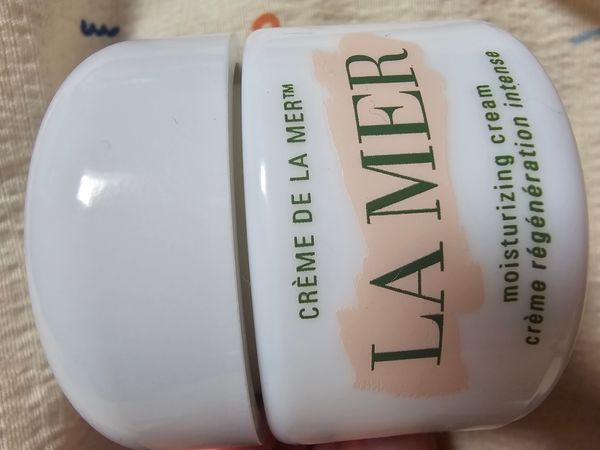 CRÈME DE LA MER™
LA MER
moisturizing cream
crème régénération intense